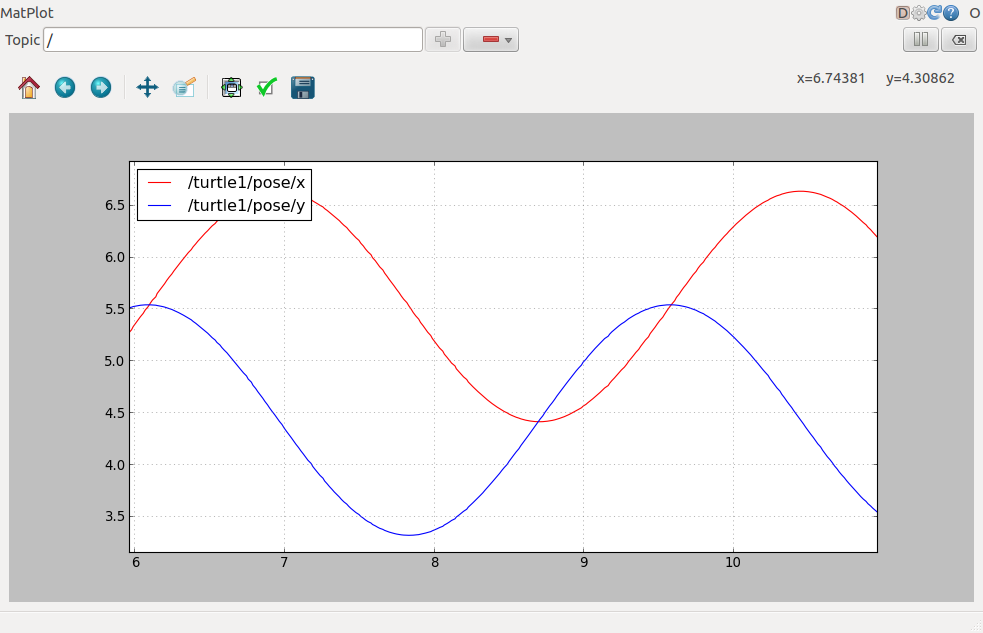 MatPlot D ? O
Topic /
x=6.74381 y=4.30862
/turtle1/pose/x
/turtle1/pose/y
6.5
6.0
5.5
5.0
4.5
4.0
3.5
6 7 8 9 10